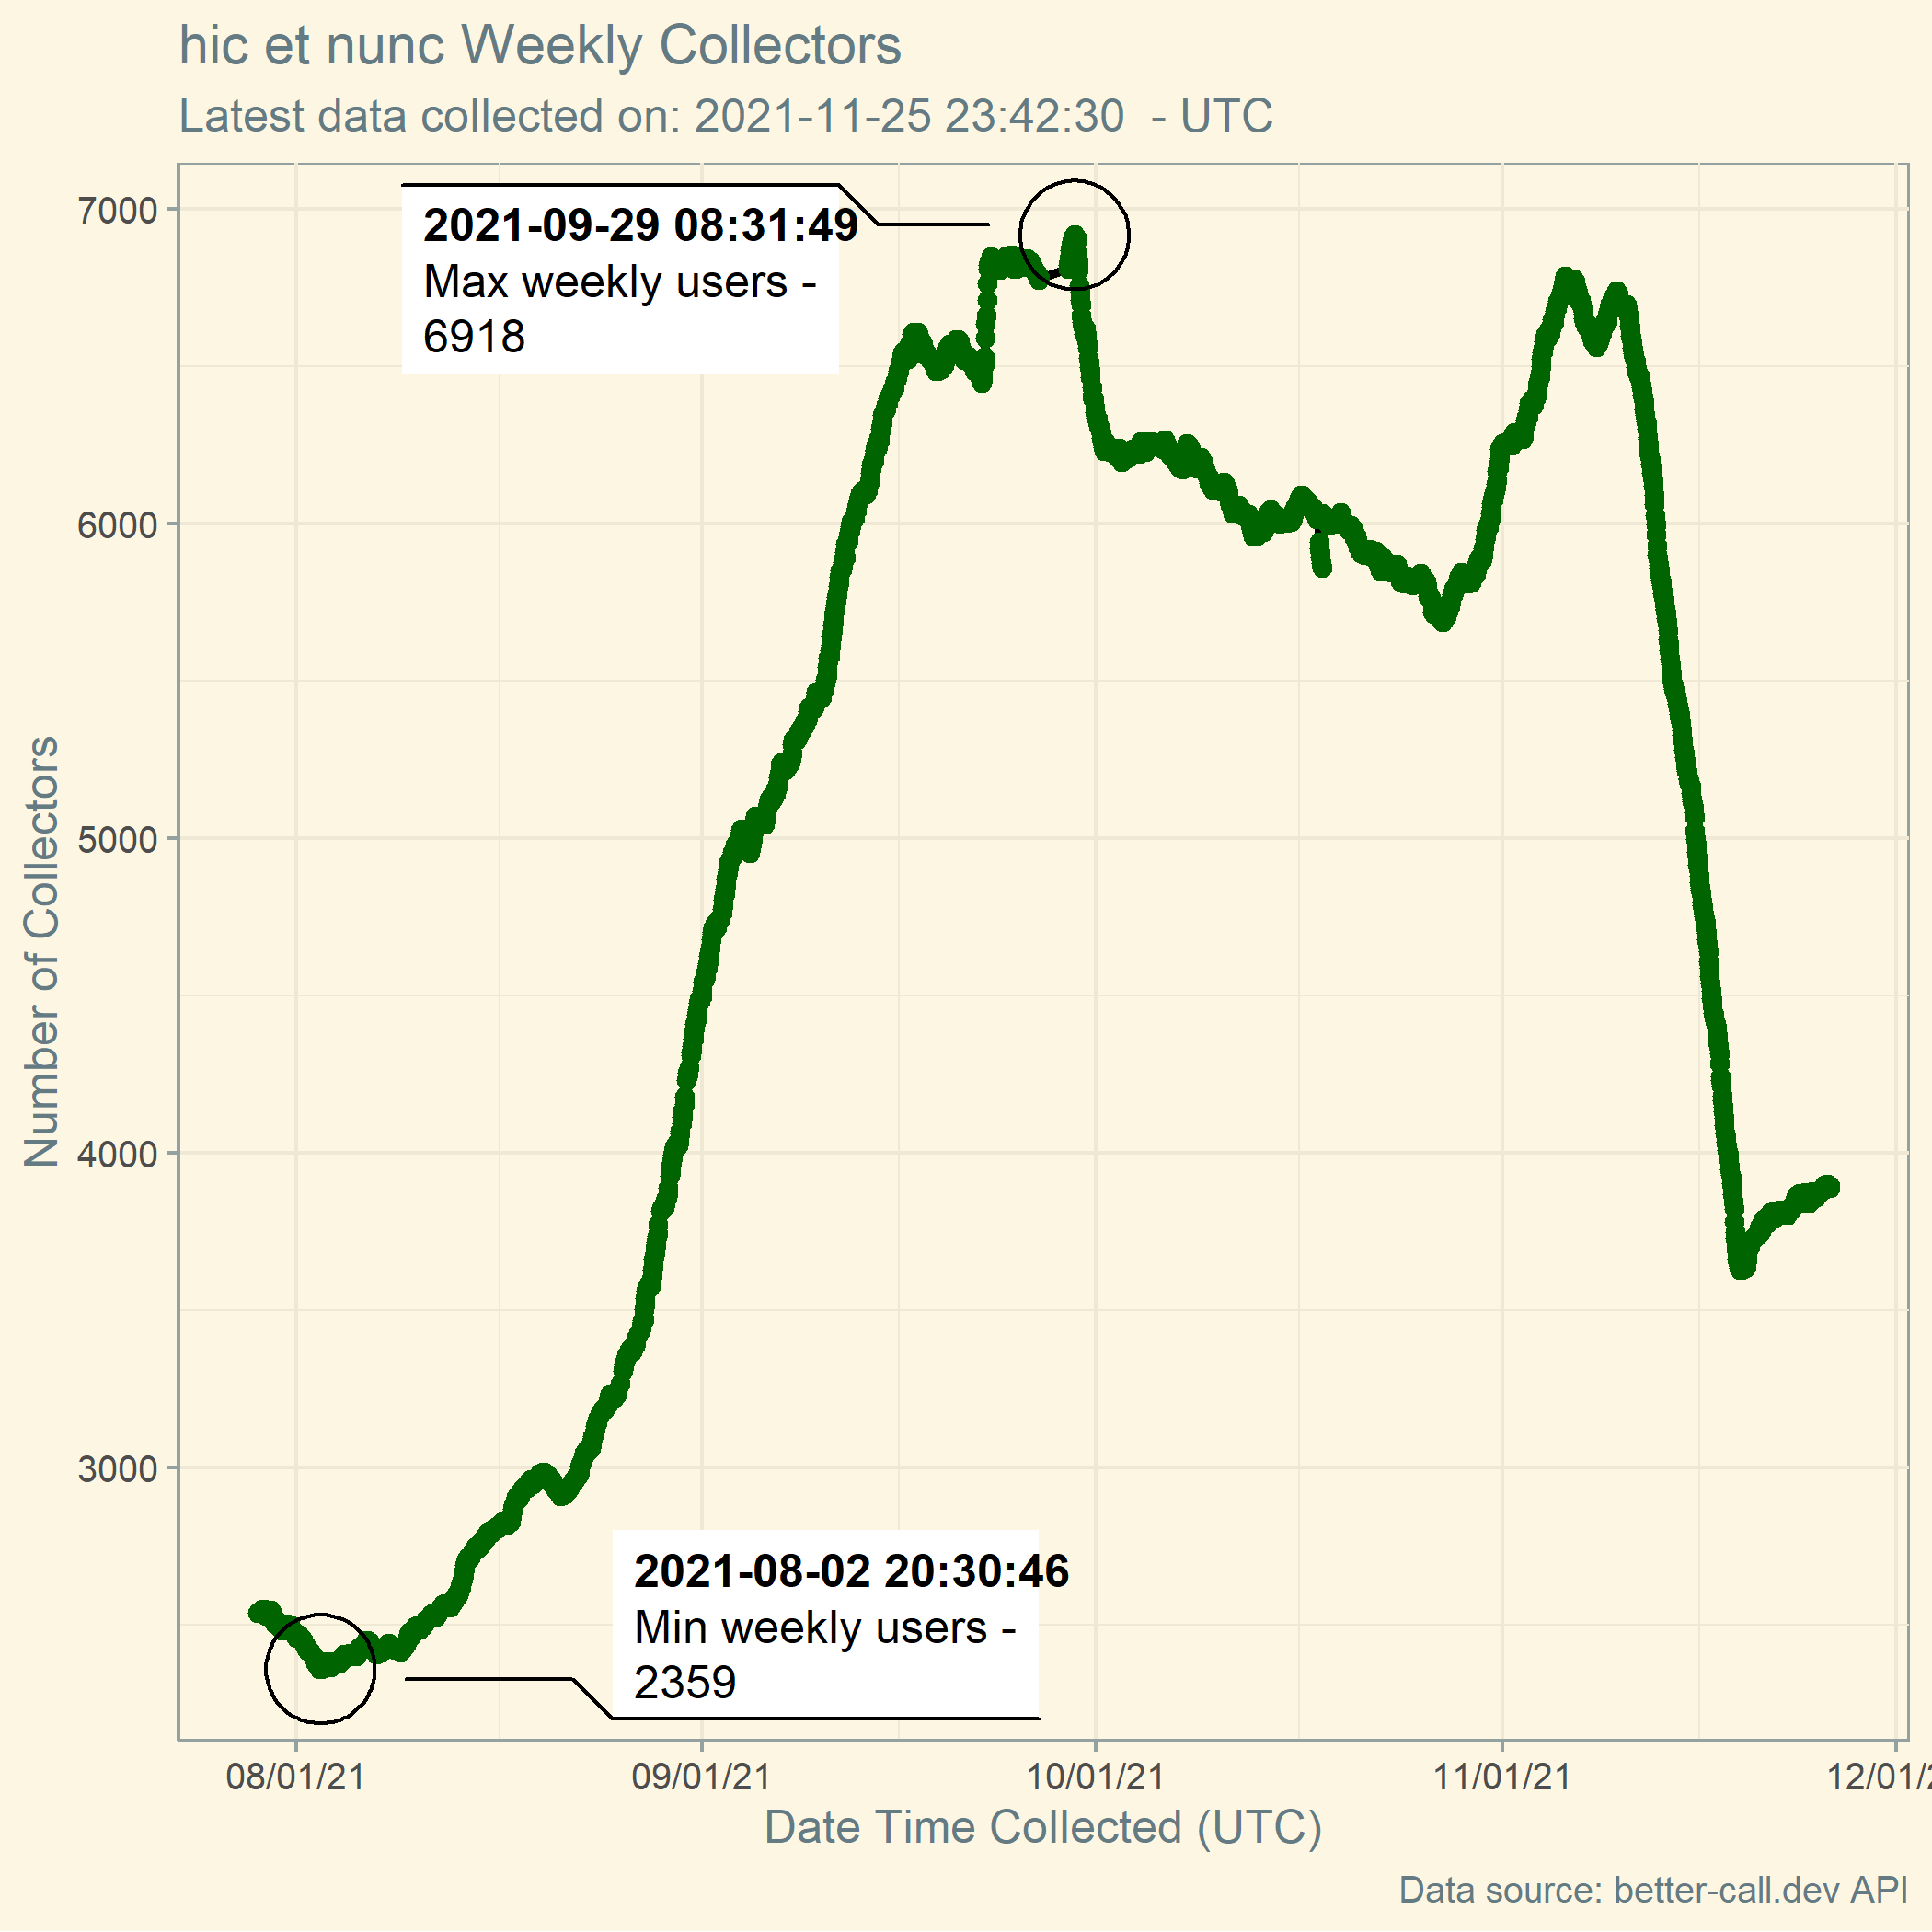 hic et nunc Weekly Collectors
Latest data collected on: 2021-11-25 23:42:30  - UTC
7000
6000
5000
4000
3000
Number of Collectors
2021-09-29 08:31:49
Max weekly users -
6918
2021-08-02 20:30:46
Min weekly users -
2359
08/01/21
09/01/21
10/01/21
11/01/21
12/01/2
Date Time Collected (UTC)
Data source: better-call.dev API